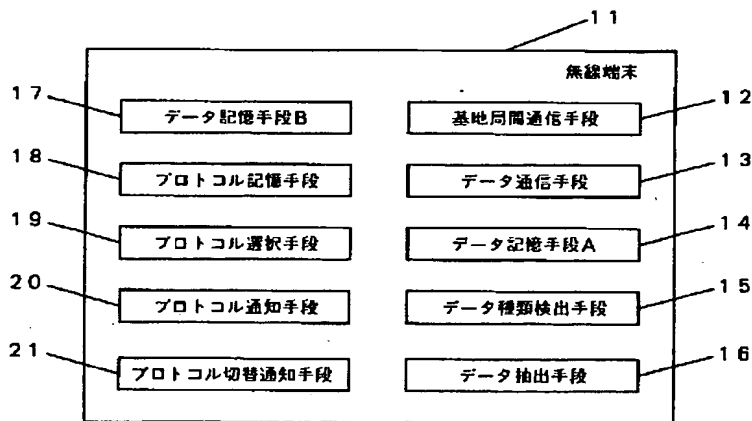 11
無線端末
17
データ記憶手段B
基地局間通信手段
12
18
プロトコル記憶手段
データ通信手段
13
19
プロトコル選択手段
データ記憶手段A
14
20
プロトコル通知手段
データ種類検出手段
15
21
プロトコル切替通知手段
データ抽出手段
16